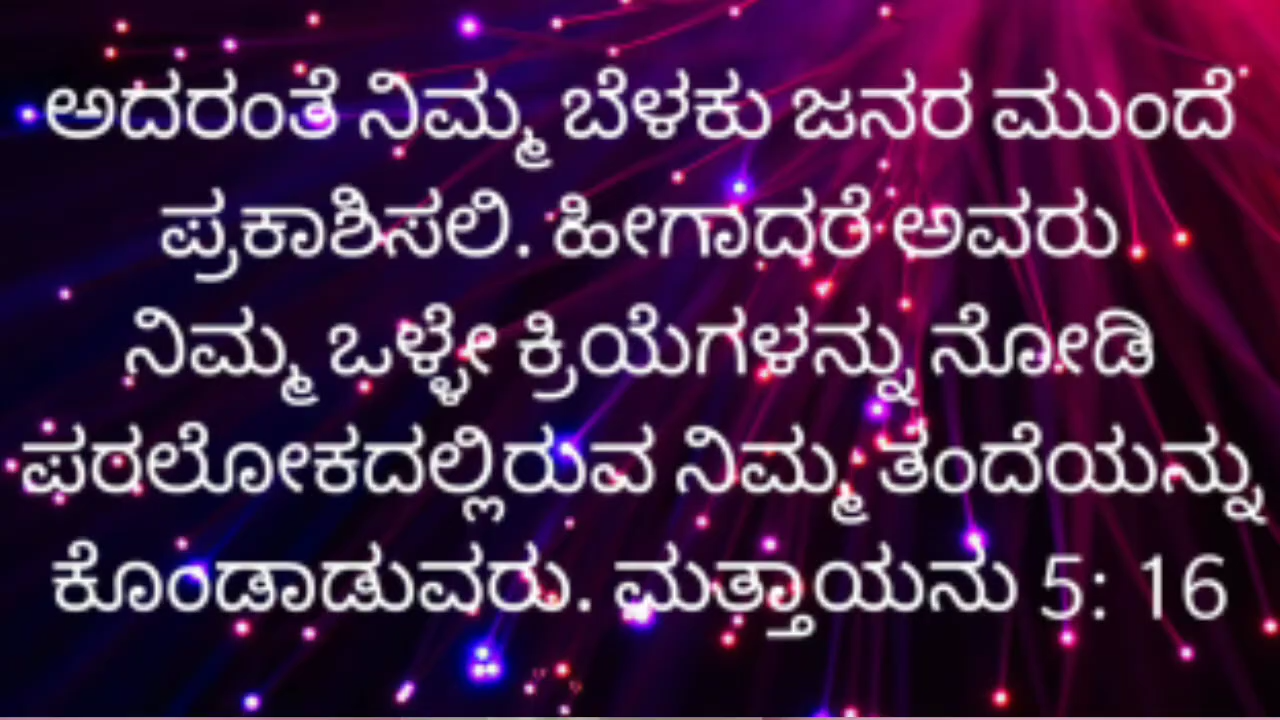 ಅದರಂತೆ ನಿಮ್ಮ ಬೆಳಕು ಜನರ ಮುಂದೆ
ಪ್ರಕಾಶಿಸಲಿ. ಹೀಗಾದರೆ ಅವರು
ನಿಮ್ಮ ಒಳ್ಳೇ ಕ್ರಿಯೆಗಳನ್ನು ನೋಡಿ
ಪರಲೋಕದಲ್ಲಿರುವ ನಿಮ್ಮ ತಂದೆಯನ್ನು
ಕೊಂಡಾಡುವರು. ಮತ್ತಾಯನು 5: 16